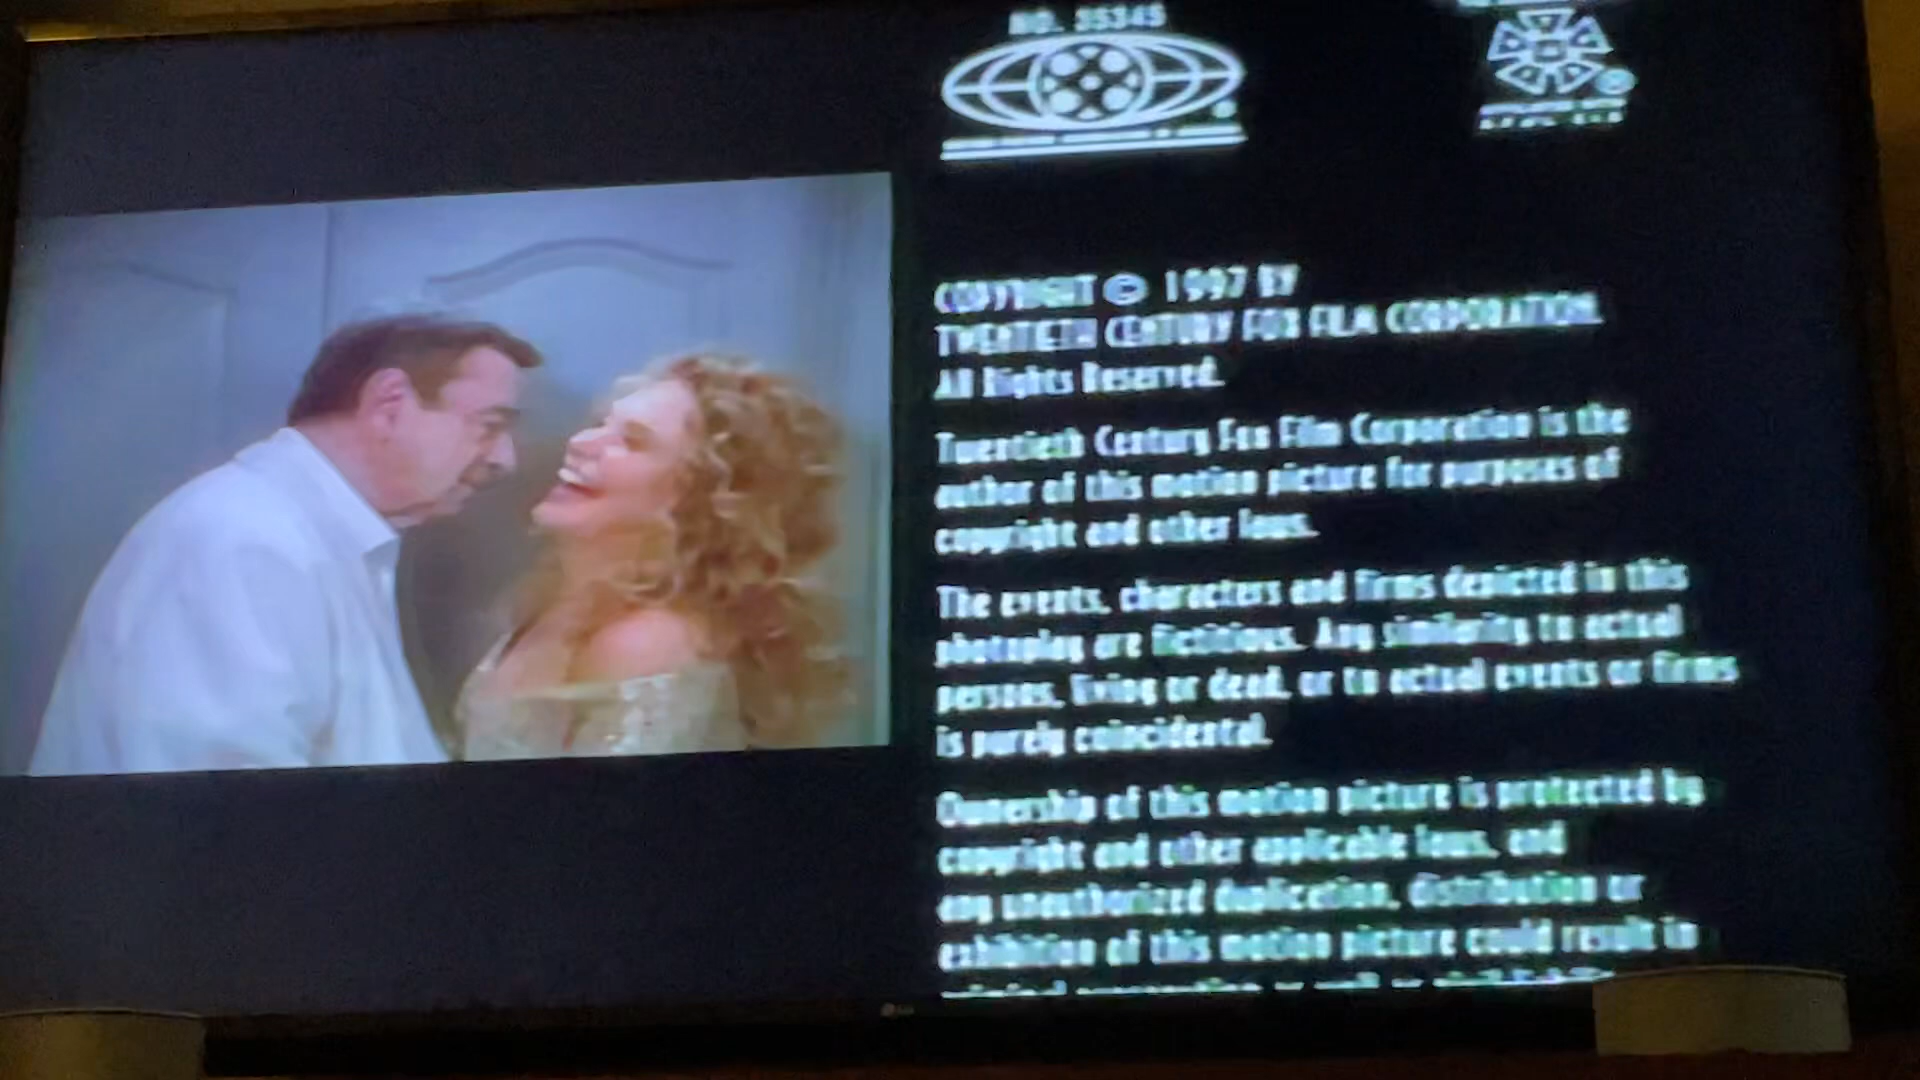 NO. 35345
COPYRIGHT © 1997 BY
TWENTIETH CENTURY FOX FILM CORPORATION.
All Rights Reserved.
Twentieth Century Fox Film Corporation is the
author of this motion picture for purposes of
copyright and other laws.
The events, characters and firms depicted in this
photoplay are fictitious. Any similarity to actual
persons, living or dead, or to actual events or firms
is purely coincidental.
Ownership of this motion picture is protected by
copyright and other applicable laws, and
any unauthorized duplication, distribution or
exhibition of this motion picture could result in
LG